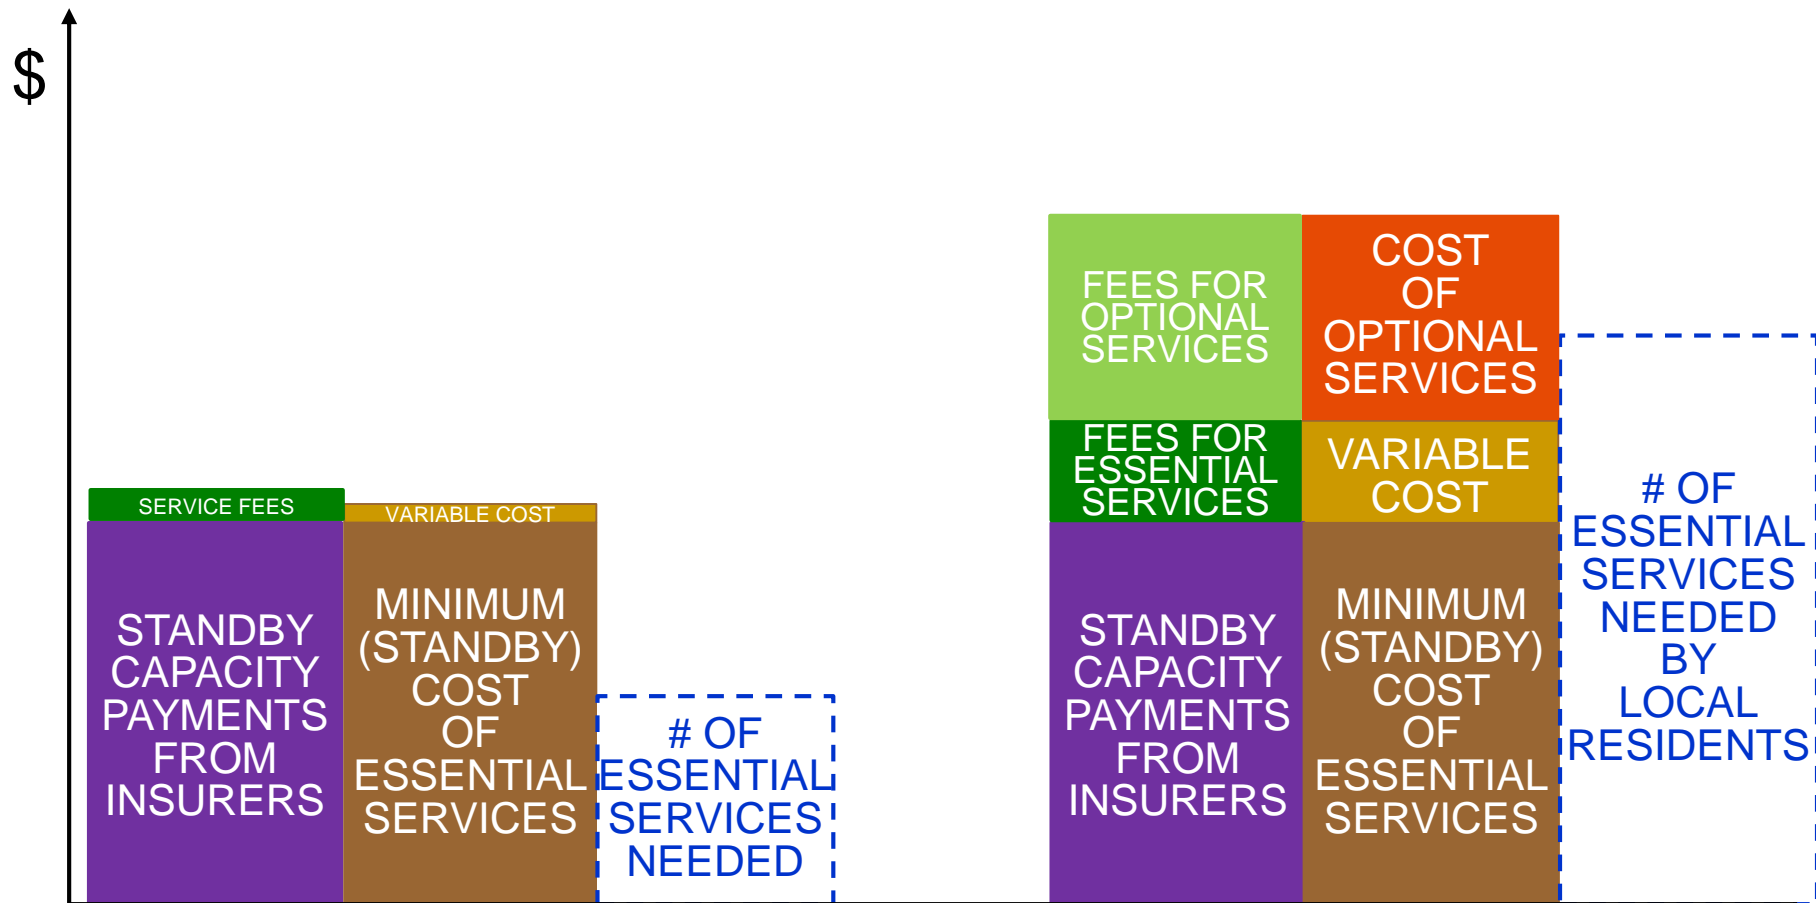 $
SERVICE FEES
STANDBY
CAPACITY
PAYMENTS
FROM
INSURERS
VARIABLE COST
MINIMUM
(STANDBY)
COST
OF
ESSENTIAL
SERVICES
# OF
ESSENTIAL
SERVICES
NEEDED
FEES FOR
OPTIONAL
SERVICES
FEES FOR
ESSENTIAL
SERVICES
STANDBY
CAPACITY
PAYMENTS
FROM
INSURERS
COST
OF
OPTIONAL
SERVICES
VARIABLE
COST
MINIMUM
(STANDBY)
COST
OF
ESSENTIAL
SERVICES
# OF
ESSENTIAL
SERVICES
NEEDED
BY
LOCAL
RESIDENTS